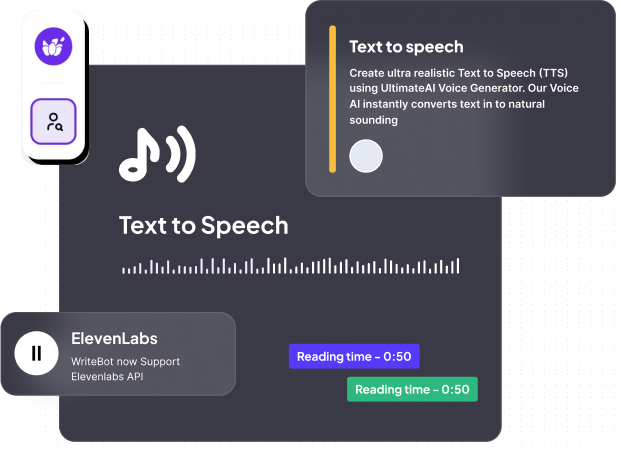 Text to speech
Create ultra realistic Text to Speech (TTS)
using UltimateAI Voice Generator. Our Voice
AI instantly converts text in to natural
sounding
Text to Speech
ElevenLabs
WriteBot now Support
Elevenlabs API
Reading time - 0:50
Reading time - 0:50